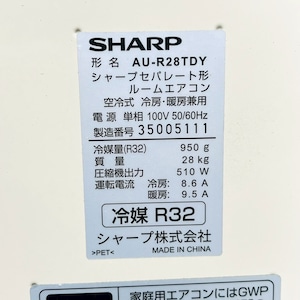 SHARP
形 名 AU-R28TDY
シャープセパレート形
ルームエアコン
空冷式 冷房・暖房兼用
電 源 単相 100V 50/60Hz
製造番号 35005111
冷媒量(R32) 950 g
質 量 28 kg
圧縮機出力 510 W
運転電流 冷房: 8.6 A
暖房: 9.5 A
冷媒 R32
シャープ株式会社
>PET< MADE IN CHINA
家庭用エアコンにはGWP